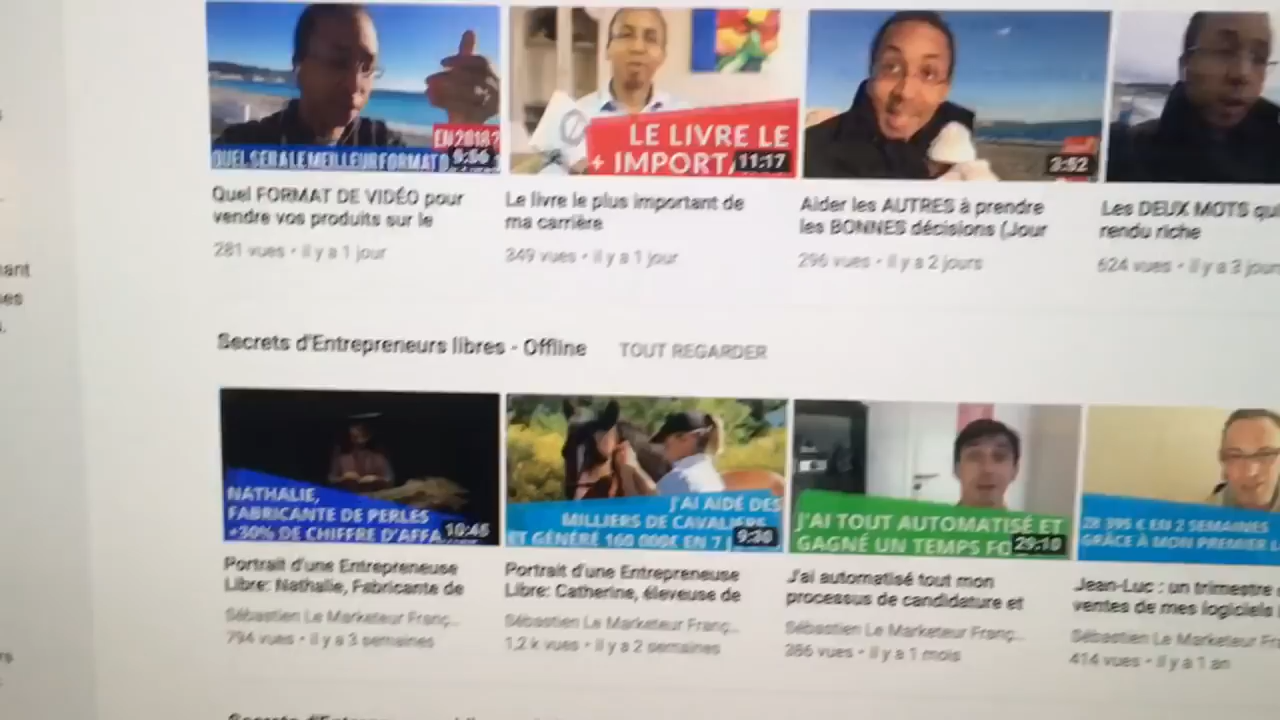 EN 2018?
QUEL SERA LE MEILLEUR FORMAT D
9:06
LE LIVRE LE
+ IMPORTA
11:17
3:52
Quel FORMAT DE VIDÉO pour
vendre vos produits sur le
281 vues • il y a 1 jour
Le livre le plus important de
ma carrière
349 vues • il y a 1 jour
Aider les AUTRES à prendre
les BONNES décisions (Jour
296 vues • il y a 2 jours
Les DEUX MOTS qu
rendu riche
624 vues • il y a 3 jour
Secrets d'Entrepreneurs libres - Offline
TOUT REGARDER
NATHALIE,
FABRICANTE DE PERLES
+30% DE CHIFFRE D'AFFA
10:45
J'AI AIDÉ DES
MILLIERS DE CAVALIERS
ET GÉNÉRÉ 160 000€ EN 7 J
9:30
J'AI TOUT AUTOMATISÉ ET
GAGNÉ UN TEMPS FO
29:10
28 995 € EN 2 SEMAINES
GRÂCE À MON PREMIER L
Portrait d'une Entrepreneuse
Libre: Nathalie, Fabricante de
Sébastien Le Marketeur Franç...
794 vues • il y a 3 semaines
Portrait d'une Entrepreneuse
Libre: Catherine, éleveuse de
Sébastien Le Marketeur Franç...
1,2 k vues • il y a 2 semaines
J'ai automatisé tout mon
processus de candidature et
Sébastien Le Marketeur Franç...
386 vues • il y a 1 mois
Jean-Luc : un trimestre
ventes de mes logiciels
Sébastien Le Marketeur Fran
414 vues • il y a 1 an